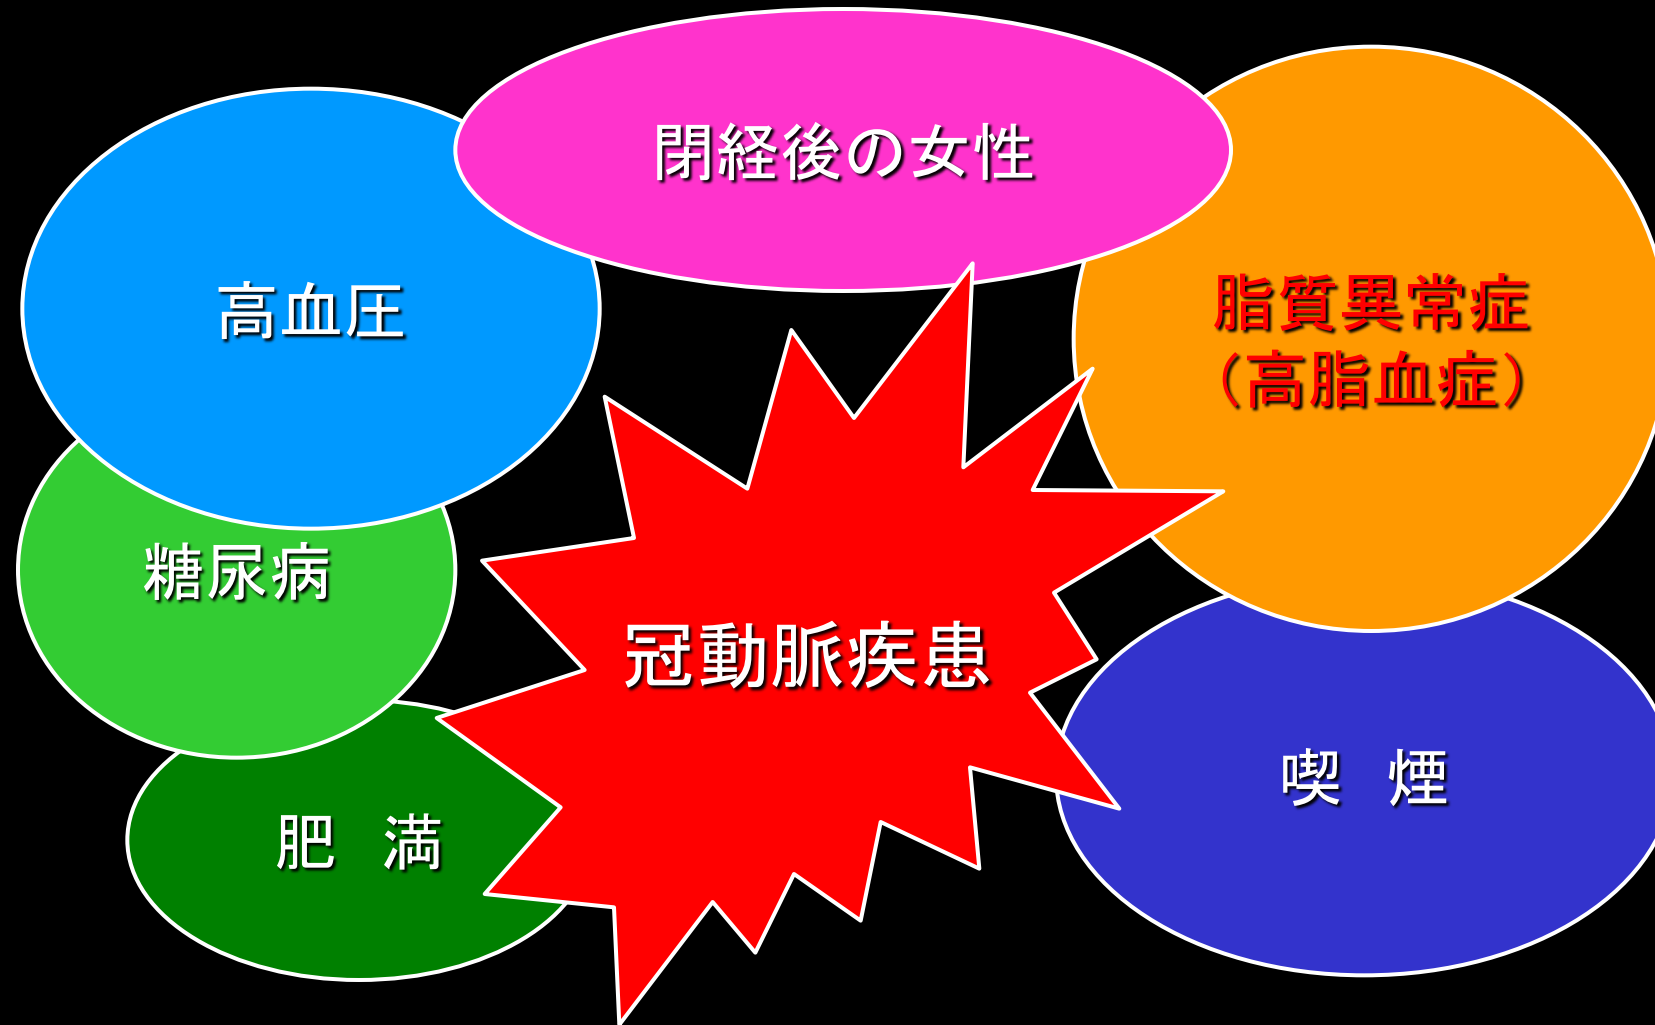 閉経後の女性
高血圧
脂質異常症
（高脂血症）
糖尿病
冠動脈疾患
喫　煙
肥　満